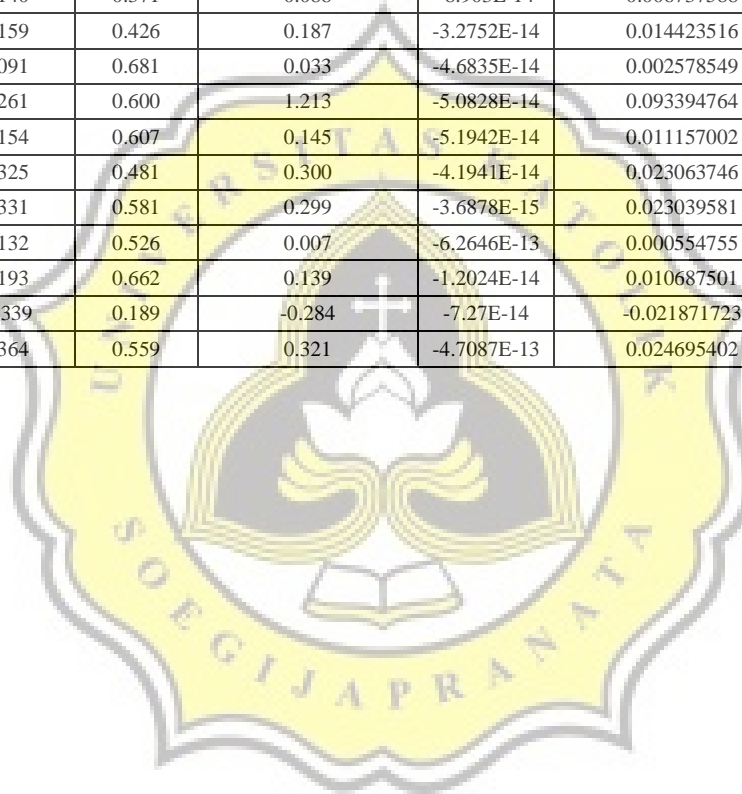 159 0.426 0.187 -3.2752E-14 0.014423516
091 0.681 0.033 -4.6835E-14 0.002578549
261 0.600 1.213 -5.0828E-14 0.093394764
154 0.607 0.145 -5.1942E-14 0.011157002
325 0.481 0.300 -4.1941E-14 0.023063746
331 0.581 0.299 -3.6878E-15 0.023039581
132 0.526 0.007 -6.2646E-13 0.000554755
193 0.662 0.139 -1.2024E-14 0.010687501
339 0.189 -0.284 -7.27E-14 -0.021871723
364 0.559 0.321 -4.7087E-13 0.024695402
UNIVERSITAS KATOLIK
SOEGIJAPRANATA